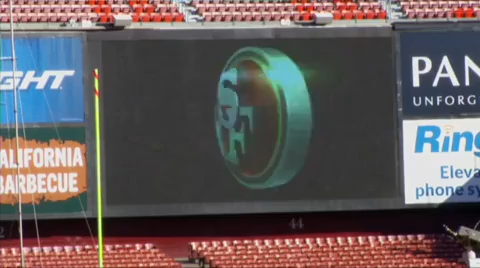 GHT
CALIFORNIA
BARBECUE
SF
44
PAN
UNFORG
Ring
Eleva
phone sy